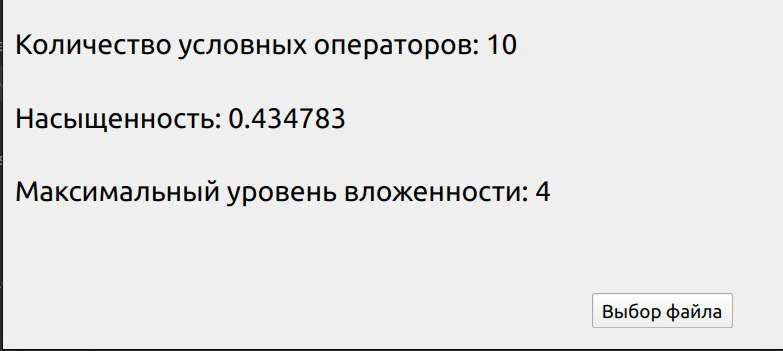 Количество условных операторов: 10
Насыщенность: 0.434783
Максимальный уровень вложенности: 4
Выбор файла